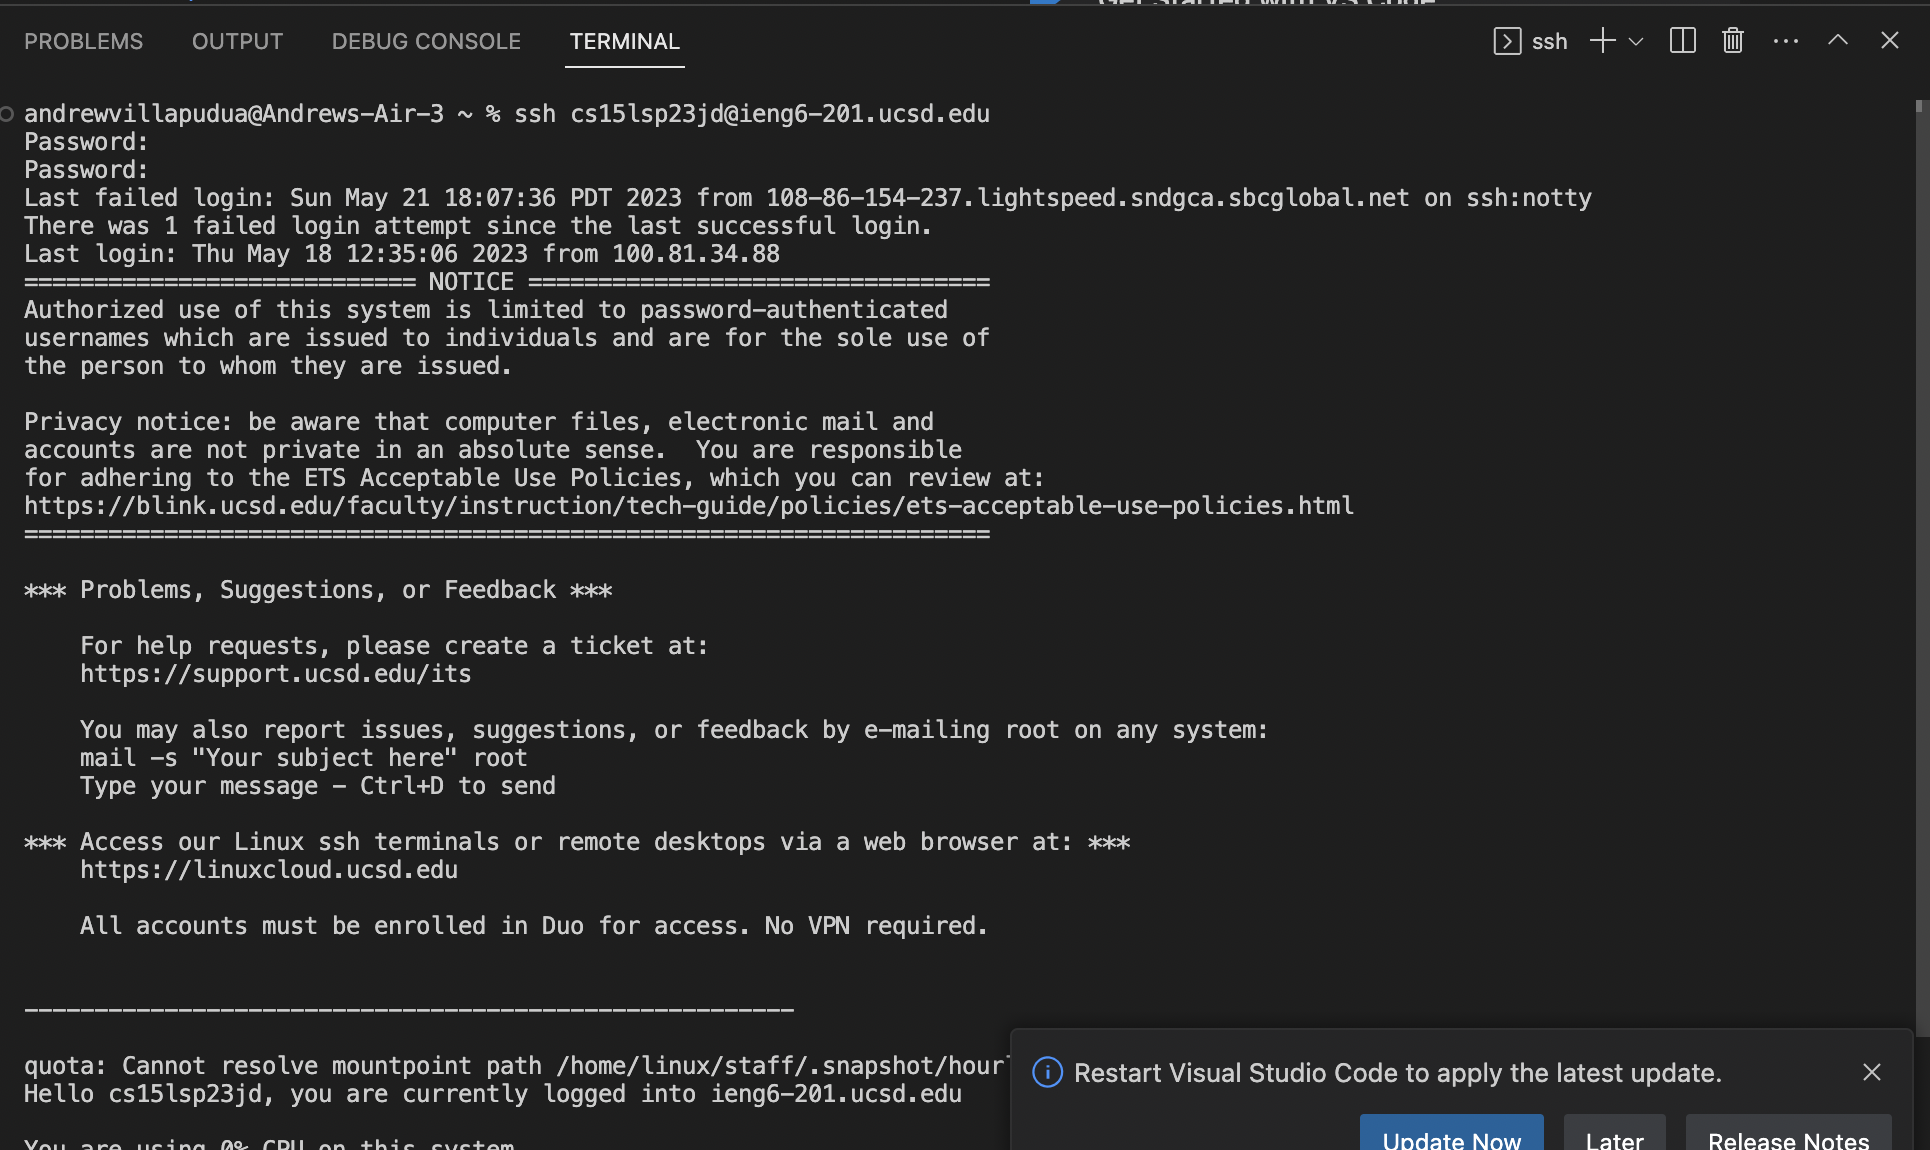 Get Started with VS Code
PROBLEMS OUTPUT DEBUG CONSOLE TERMINAL ssh
andrewvillapudua@Andrews-Air-3 ~ % ssh cs15lsp23jd@ieng6-201.ucsd.edu
Password:
Password:
Last failed login: Sun May 21 18:07:36 PDT 2023 from 108-86-154-237.lightspeed.sndgca.sbcglobal.net on ssh:notty
There was 1 failed login attempt since the last successful login.
Last login: Thu May 18 12:35:06 2023 from 100.81.34.88
============================ NOTICE =================================
Authorized use of this system is limited to password-authenticated
usernames which are issued to individuals and are for the sole use of
the person to whom they are issued.
Privacy notice: be aware that computer files, electronic mail and
accounts are not private in an absolute sense.  You are responsible
for adhering to the ETS Acceptable Use Policies, which you can review at:
https://blink.ucsd.edu/faculty/instruction/tech-guide/policies/ets-acceptable-use-policies.html
=====================================================================
*** Problems, Suggestions, or Feedback ***
For help requests, please create a ticket at:
https://support.ucsd.edu/its
You may also report issues, suggestions, or feedback by e-mailing root on any system:
mail -s "Your subject here" root
Type your message - Ctrl+D to send
*** Access our Linux ssh terminals or remote desktops via a web browser at: ***
https://linuxcloud.ucsd.edu
All accounts must be enrolled in Duo for access. No VPN required.
-------------------------------------------------------
quota: Cannot resolve mountpoint path /home/linux/staff/.snapshot/hour
Hello cs15lsp23jd, you are currently logged into ieng6-201.ucsd.edu
You are using 0% CPU on this system
Restart Visual Studio Code to apply the latest update.
Update Now Later Release Notes